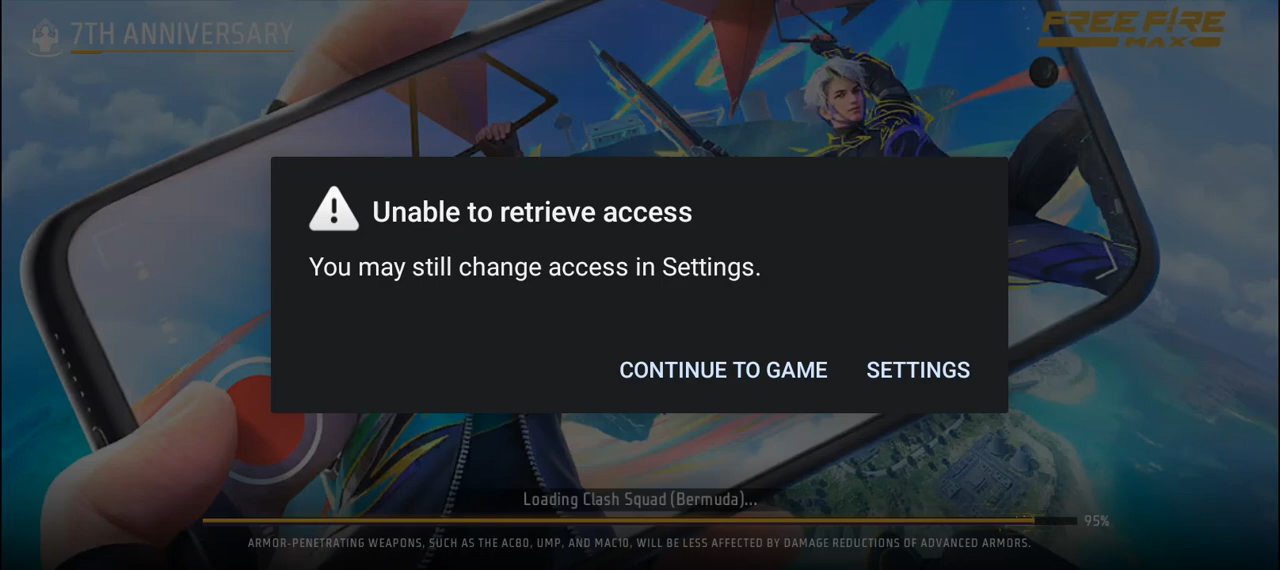 7TH ANNIVERSARY
FREE FIRE
MAX
Unable to retrieve access
You may still change access in Settings.
CONTINUE TO GAME SETTINGS
Loading Clash Squad (Bermuda)...
95%
ARMOR-PENETRATING WEAPONS, SUCH AS THE AC80, UMP, AND MAC10, WILL BE LESS AFFECTED BY DAMAGE REDUCTIONS OF ADVANCED ARMORS.